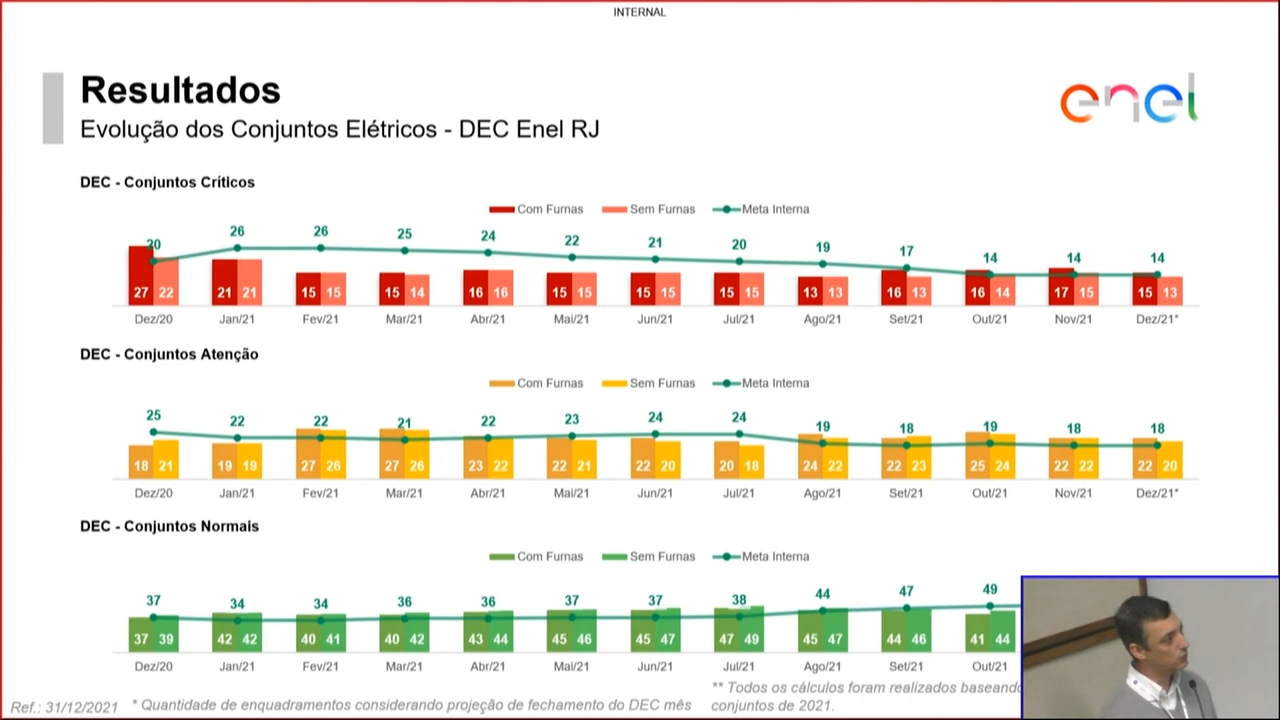 INTERNAL
Resultados
enel
Evolução dos Conjuntos Elétricos - DEC Enel RJ
DEC - Conjuntos Críticos
Com Furnas Sem Furnas Meta Interna
20 26 26 25 24 22 21 20 19 17 14 14 14
27 22 21 21 15 15 15 14 16 16 15 15 15 15 15 15 13 13 16 13 16 14 17 15 15 13
Dez/20 Jan/21 Fev/21 Mar/21 Abr/21 Mai/21 Jun/21 Jul/21 Ago/21 Set/21 Out/21 Nov/21 Dez/21*
DEC - Conjuntos Atenção
Com Furnas Sem Furnas Meta Interna
25 22 22 21 22 23 24 24 19 18 19 18 18
18 21 19 19 27 26 27 26 23 22 22 21 22 20 20 18 24 22 22 23 25 24 22 22 22 20
Dez/20 Jan/21 Fev/21 Mar/21 Abr/21 Mai/21 Jun/21 Jul/21 Ago/21 Set/21 Out/21 Nov/21 Dez/21*
DEC - Conjuntos Normais
Com Furnas Sem Furnas Meta Interna
37 34 34 36 36 37 37 38 44 47 49
37 39 42 42 40 41 40 42 43 44 45 46 45 47 47 49 45 47 44 46 41 44
Dez/20 Jan/21 Fev/21 Mar/21 Abr/21 Mai/21 Jun/21 Jul/21 Ago/21 Set/21 Out/21
Ref.: 31/12/2021 * Quantidade de enquadramentos considerando projeção de fechamento do DEC mês
** Todos os cálculos foram realizados baseando
conjuntos de 2021.